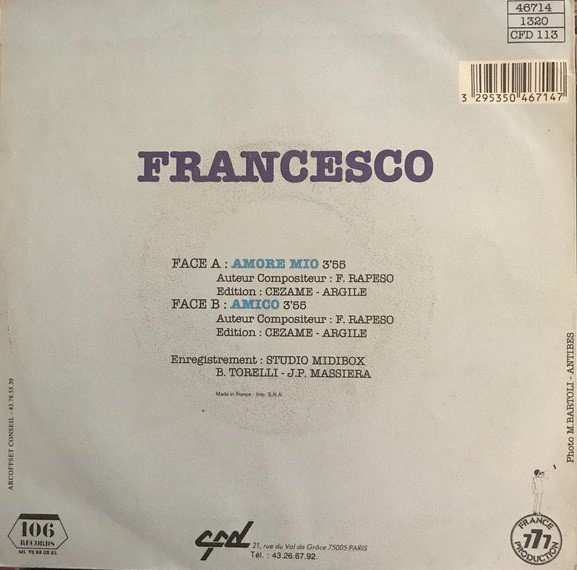 46714
1320
CFD 113
3 295350 467147
FRANCESCO
FACE A : AMORE MIO 3'55
Auteur Compositeur : F. RAPESO
Edition : CEZAME - ARGILE
FACE B : AMICO 3'55
Auteur Compositeur : F. RAPESO
Edition : CEZAME - ARGILE
Enregistrement : STUDIO MIDIBOX
B. TORELLI - J.P. MASSIERA
Made in France - Imp. S.N.A.
ARCOFFSET CONSEIL - 43.78.55.39
Photo M BARTOLI - ANTIBES
106
RECORDS
cfd
21, rue du Val de Grâce 75005 PARIS
Tél. : 43.26.67.92.
FRANCE
777
PRODUCTION